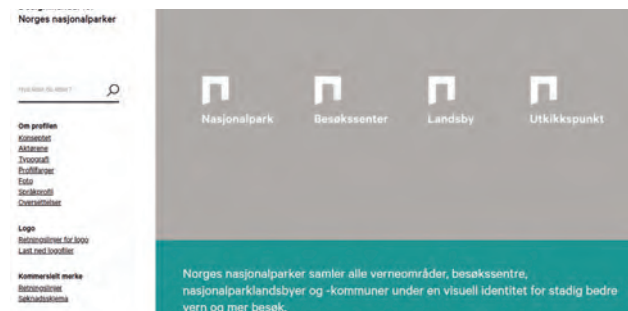 Norges nasjonalparker
Om profilen
Konseptet
Aktørene
Typografi
Profilfarger
Foto
Språkprofil
Oversettelser
Logo
Retningslinjer for logo
Last ned logofiler
Kommersielt merke
Retningslinjer
Søknadsskjema
Nasjonalpark
Besøkssenter
Landsby
Utkikkspunkt
Norges nasjonalparker samler alle verneområder, besøkssentre,
nasjonalparklandsbyer og -kommuner under en visuell identitet for stadig bedre
vern og mer besøk.